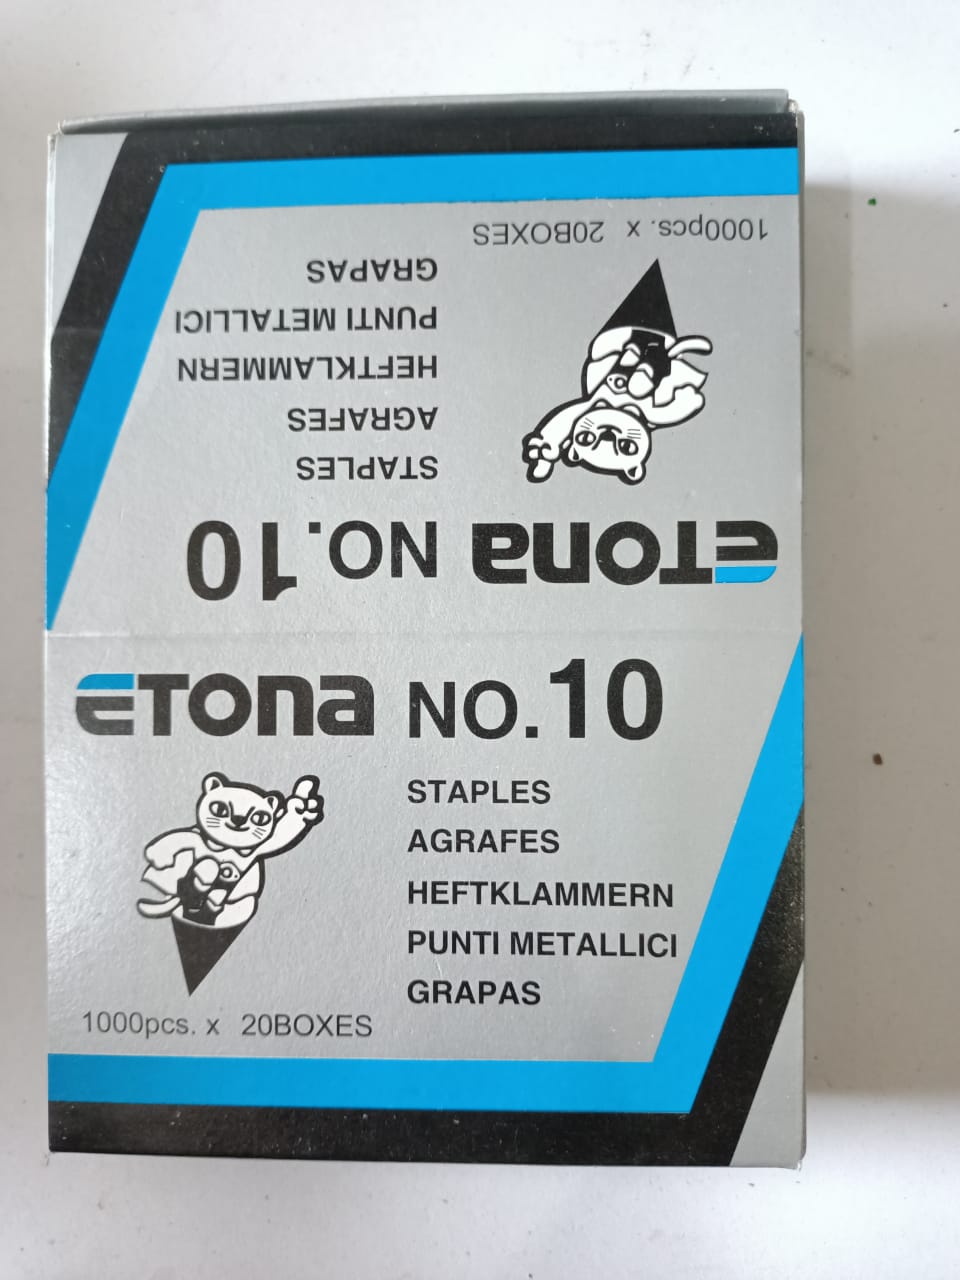 1000pcs. x 20BOXES
GRAPAS
PUNTI METALLICI
HEFTKLAMMERN
AGRAFES
STAPLES
ETONA NO.10
ETONA NO.10
STAPLES
AGRAFES
HEFTKLAMMERN
PUNTI METALLICI
GRAPAS
1000pcs. x 20BOXES